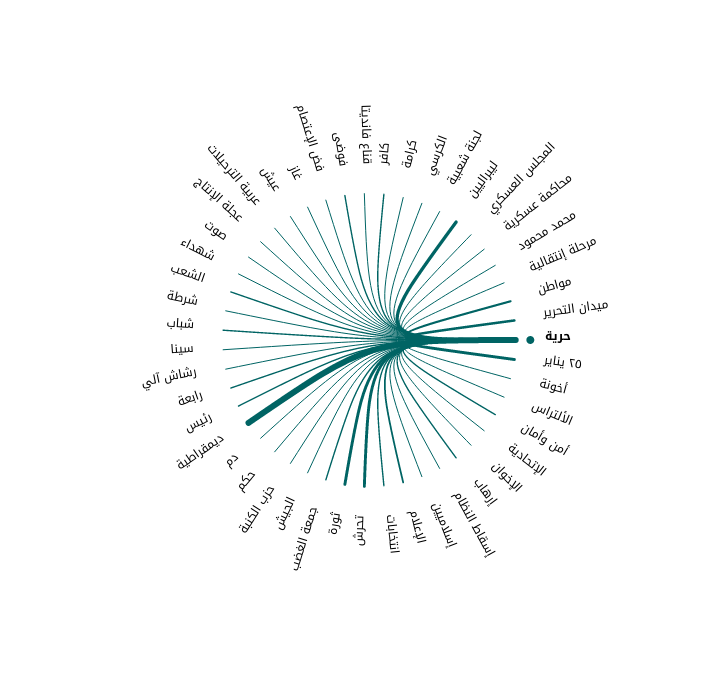 حرية
٢٥ يناير
أخونة
الألتراس
أمن وأمان
الإتحادية
الإخوان
إرهاب
إسقاط النظام
إسلاميين
الإعلام
انتخابات
تحرش
ثورة
جمعة الغضب
الجيش
حزب الكنبة
حكم
دم
ديمقراطية
رئيس
رابعة
رشاش آلي
سينا
شباب
شرطة
الشعب
شهداء
صوت
عجلة الإنتاج
عربية الترحيلات
عيش
غاز
فض الإعتصام
فوضى
قناع فانديتا
كافر
كرامة
الكرسي
لجنة شعبية
ليبراليين
المجلس العسكري
محاكمة عسكرية
محمد محمود
مرحلة إنتقالية
مواطن
ميدان التحرير